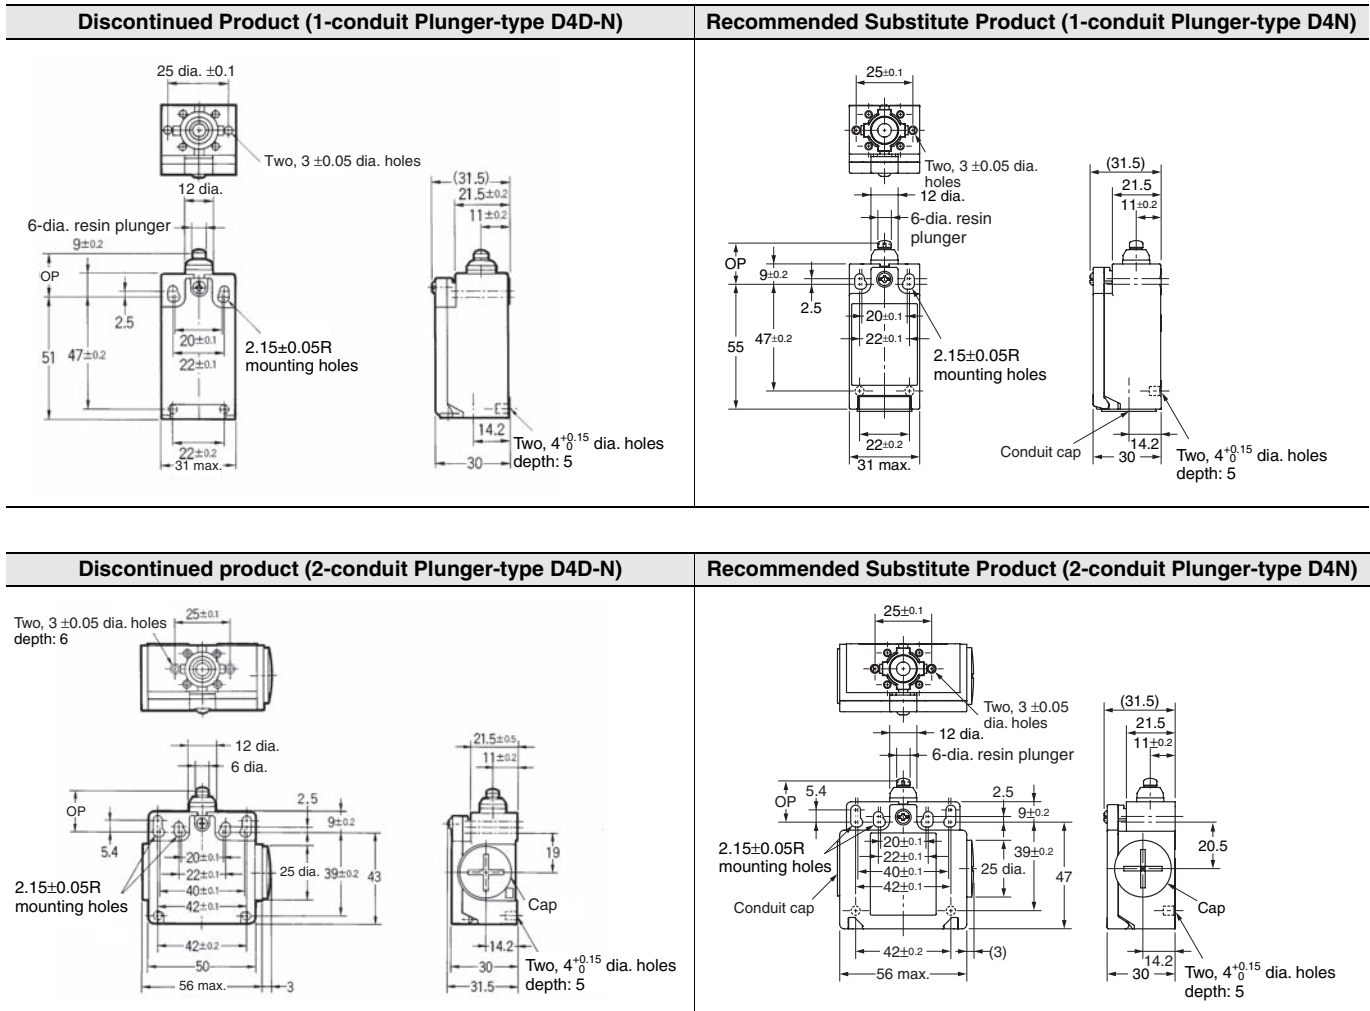 Discontinued Product (1-conduit Plunger-type D4D-N)
25 dia. ±0.1
Two, 3 ±0.05 dia. holes
12 dia.
6-dia. resin plunger
9±0.2
OP
2.5
51
47±0.2
20±0.1
22±0.1
2.15±0.05R
mounting holes
22±0.2
31 max.
(31.5)
21.5±0.2
11±0.2
14.2
30
Two, 4 +0.15 0 dia. holes
depth: 5
Recommended Substitute Product (1-conduit Plunger-type D4N)
25±0.1
Two, 3 ±0.05 dia.
holes
12 dia.
6-dia. resin
plunger
OP
9±0.2
2.5
55
47±0.2
20±0.1
22±0.1
2.15±0.05R
mounting holes
22±0.2
31 max.
(31.5)
21.5
11±0.2
Conduit cap
14.2
30
Two, 4 +0.15 0 dia. holes
depth: 5
Discontinued product (2-conduit Plunger-type D4D-N)
Two, 3 ±0.05 dia. holes
depth: 6
25±0.1
12 dia.
6 dia.
OP
5.4
2.5
9±0.2
20±0.1
22±0.1
40±0.1
42±0.1
25 dia.
39±0.2
43
2.15±0.05R
mounting holes
42±0.2
50
56 max.
3
21.5±0.5
11±0.2
19
Cap
14.2
30
31.5
Two, 4 +0.15 0 dia. holes
depth: 5
Recommended Substitute Product (2-conduit Plunger-type D4N)
25±0.1
Two, 3 ±0.05
dia. holes
12 dia.
6-dia. resin plunger
OP
5.4
2.5
9±0.2
2.15±0.05R
mounting holes
20±0.1
22±0.1
40±0.1
42±0.1
25 dia.
39±0.2
47
Conduit cap
42±0.2
(3)
56 max.
(31.5)
21.5
11±0.2
20.5
Cap
14.2
30
Two, 4 +0.15 0 dia. holes
depth: 5